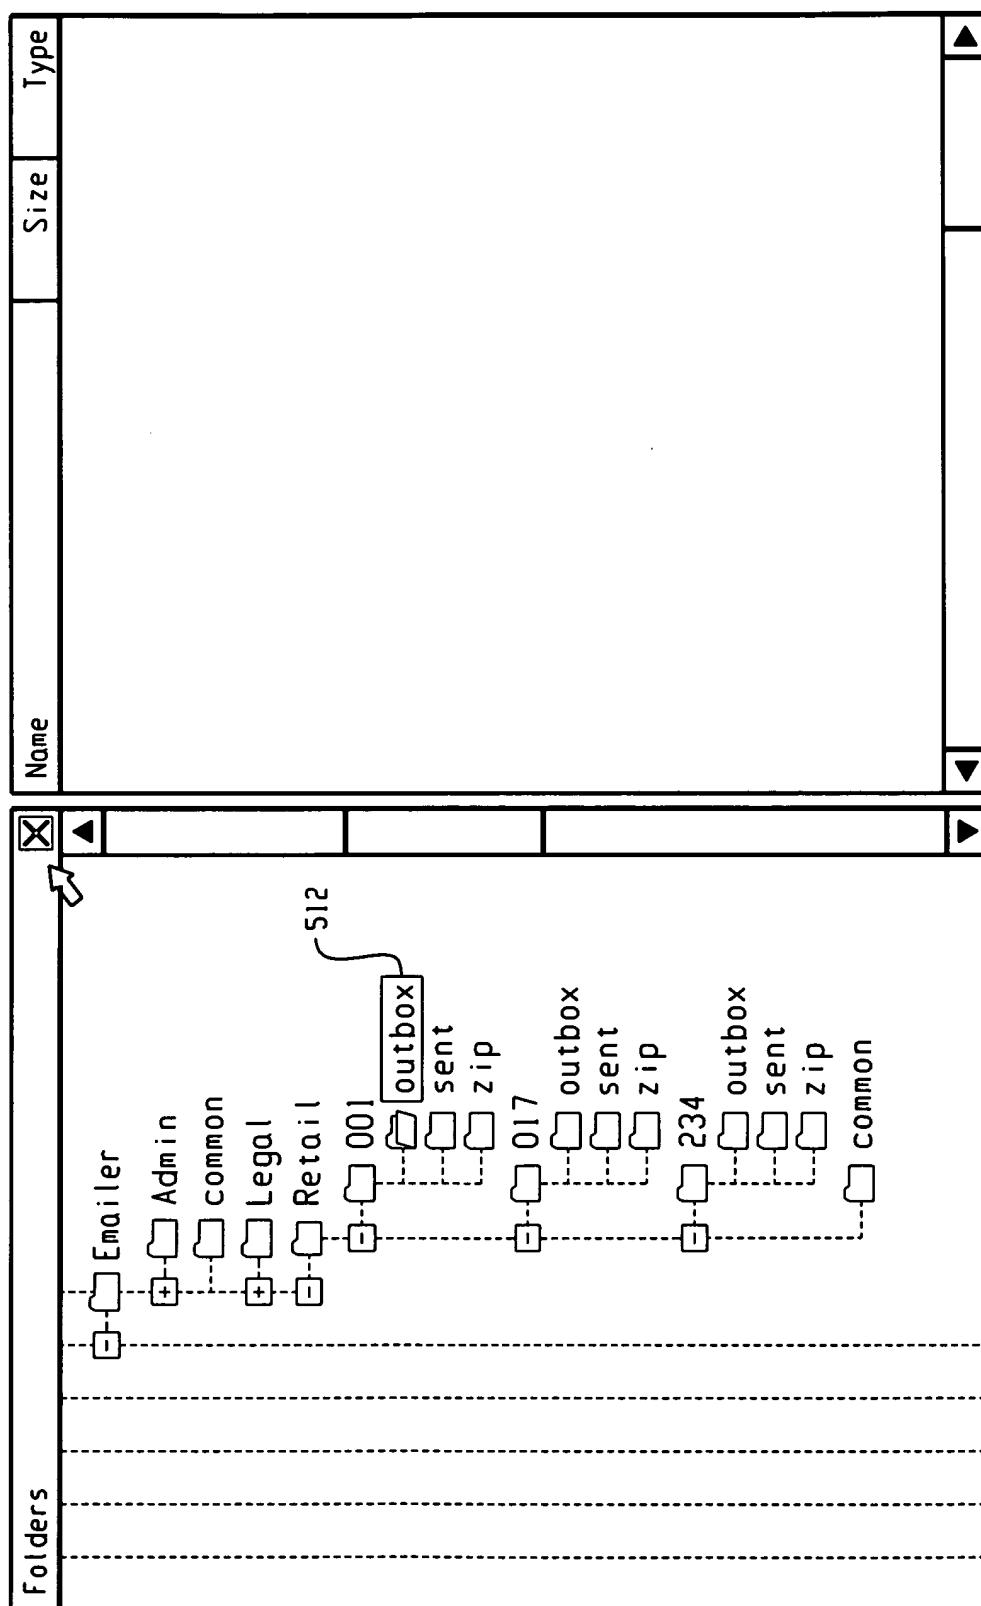 Folders
Emailer
Admin
common
Legal
Retail
001
outbox
512
sent
zip
017
outbox
sent
zip
234
outbox
sent
zip
common
Name Size Type